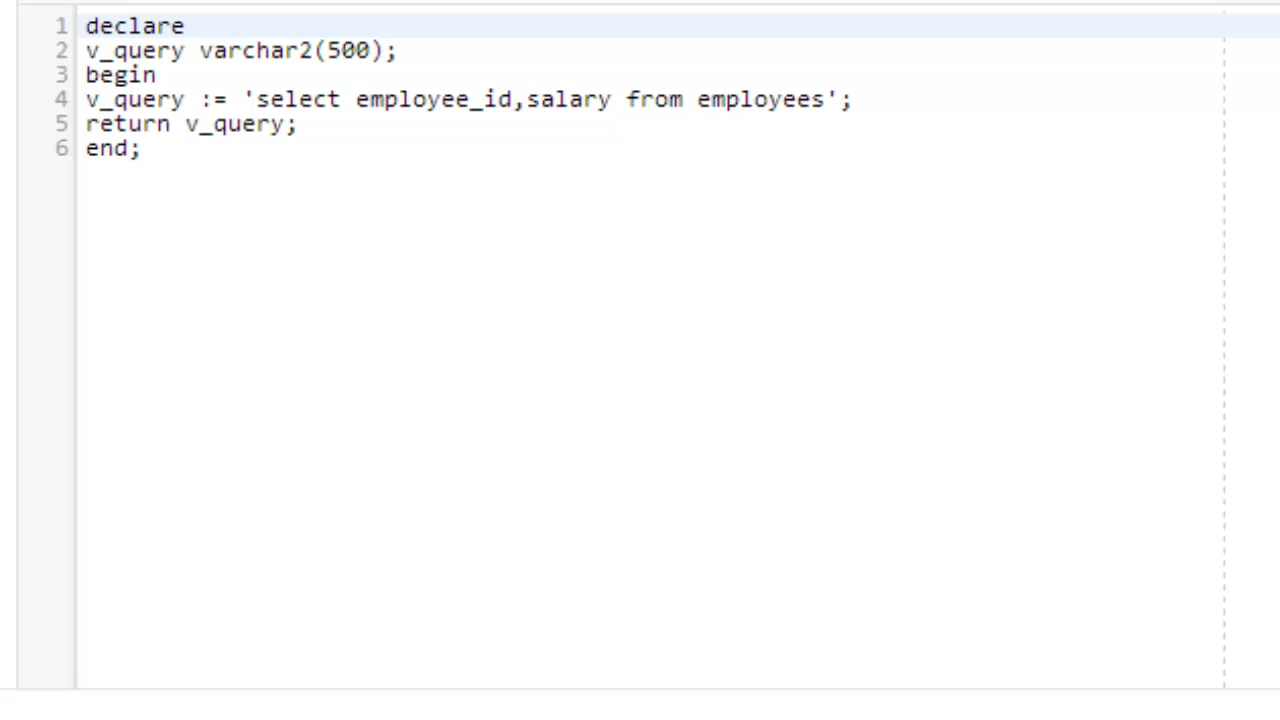 1 declare
2 v_query varchar2(500);
3 begin
4 v_query := 'select employee_id,salary from employees';
5 return v_query;
6 end;